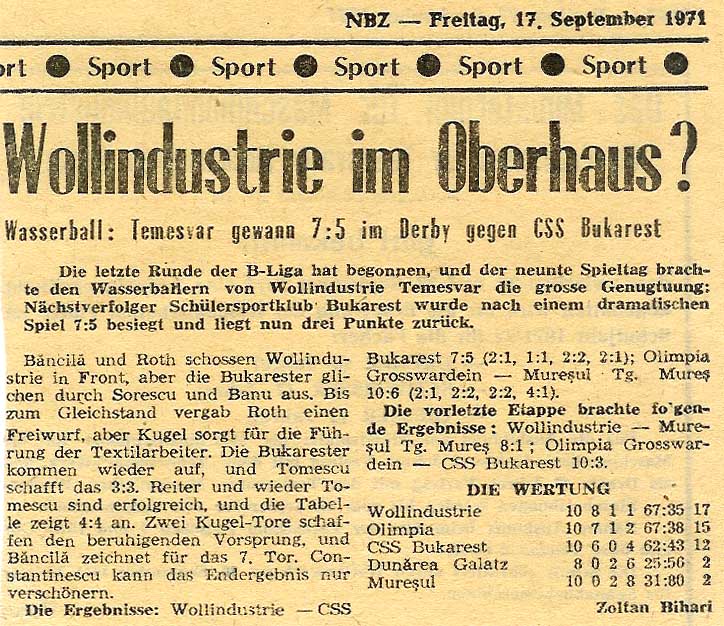 NBZ — Freitag, 17. September 1971
ort ● Sport ● Sport ● Sport ● Sport ● Sport ●
Wollindustrie im Oberhaus?
Wasserball: Temesvar gewann 7:5 im Derby gegen CSS Bukarest
Die letzte Runde der B-Liga hat begonnen, und der neunte Spieltag brach-
te den Wasserballern von Wollindustrie Temesvar die grosse Genugtuung:
Nächstverfolger Schülersportklub Bukarest wurde nach einem dramatischen
Spiel 7:5 besiegt und liegt nun drei Punkte zurück.
Băncilă und Roth schossen Wollindu-
strie in Front, aber die Bukarester gli-
chen durch Sorescu und Banu aus. Bis
zum Gleichstand vergab Roth einen
Freiwurf, aber Kugel sorgt für die Füh-
rung der Textilarbeiter. Die Bukarester
kommen wieder auf, und Tomescu
schafft das 3:3. Reiter und wieder To-
mescu sind erfolgreich, und die Tabel-
le zeigt 4:4 an. Zwei Kugel-Tore schaf-
fen den beruhigenden Vorsprung, und
Băncilă zeichnet für das 7. Tor. Con-
stantinescu kann das Endergebnis nur
verschönern.
Die Ergebnisse: Wollindustrie — CSS
Bukarest 7:5 (2:1, 1:1, 2:2, 2:1); Olimpia
Grosswardein — Mureşul Tg. Mureş
10:6 (2:1, 2:2, 2:2, 4:1).
Die vorletzte Etappe brachte fo'gen-
de Ergebnisse: Wollindustrie — Mure-
şul Tg. Mureş 8:1; Olimpia Grosswar-
dein — CSS Bukarest 10:3.
DIE WERTUNG
Wollindustrie 10 8 1 1 67:35 17
Olimpia 10 7 1 2 67:38 15
CSS Bukarest 10 6 0 4 62:43 12
Dunărea Galatz 8 0 2 6 25:56 2
Mureşul 10 0 2 8 31:80 2
Zoltan Bihari